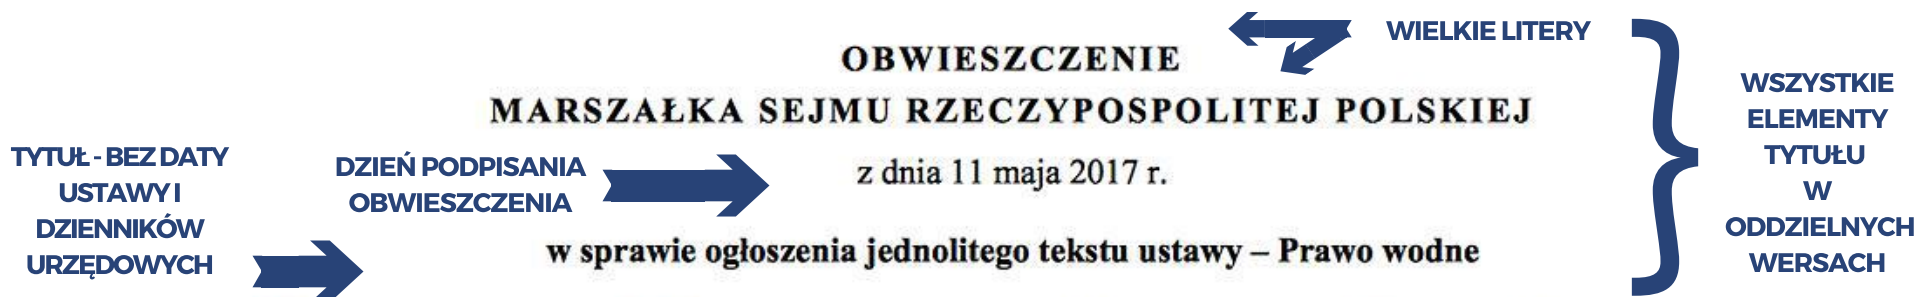 WIELKIE LITERY
OBWIESZCZENIE
MARSZAŁKA SEJMU RZECZYPOSPOLITEJ POLSKIEJ
z dnia 11 maja 2017 r.
w sprawie ogłoszenia jednolitego tekstu ustawy – Prawo wodne
TYTUŁ - BEZ DATY
USTAWY I
DZIENNIKÓW
URZĘDOWYCH
DZIEŃ PODPISANIA
OBWIESZCZENIA
WSZYSTKIE
ELEMENTY
TYTUŁU
W
ODDZIELNYCH
WERSACH